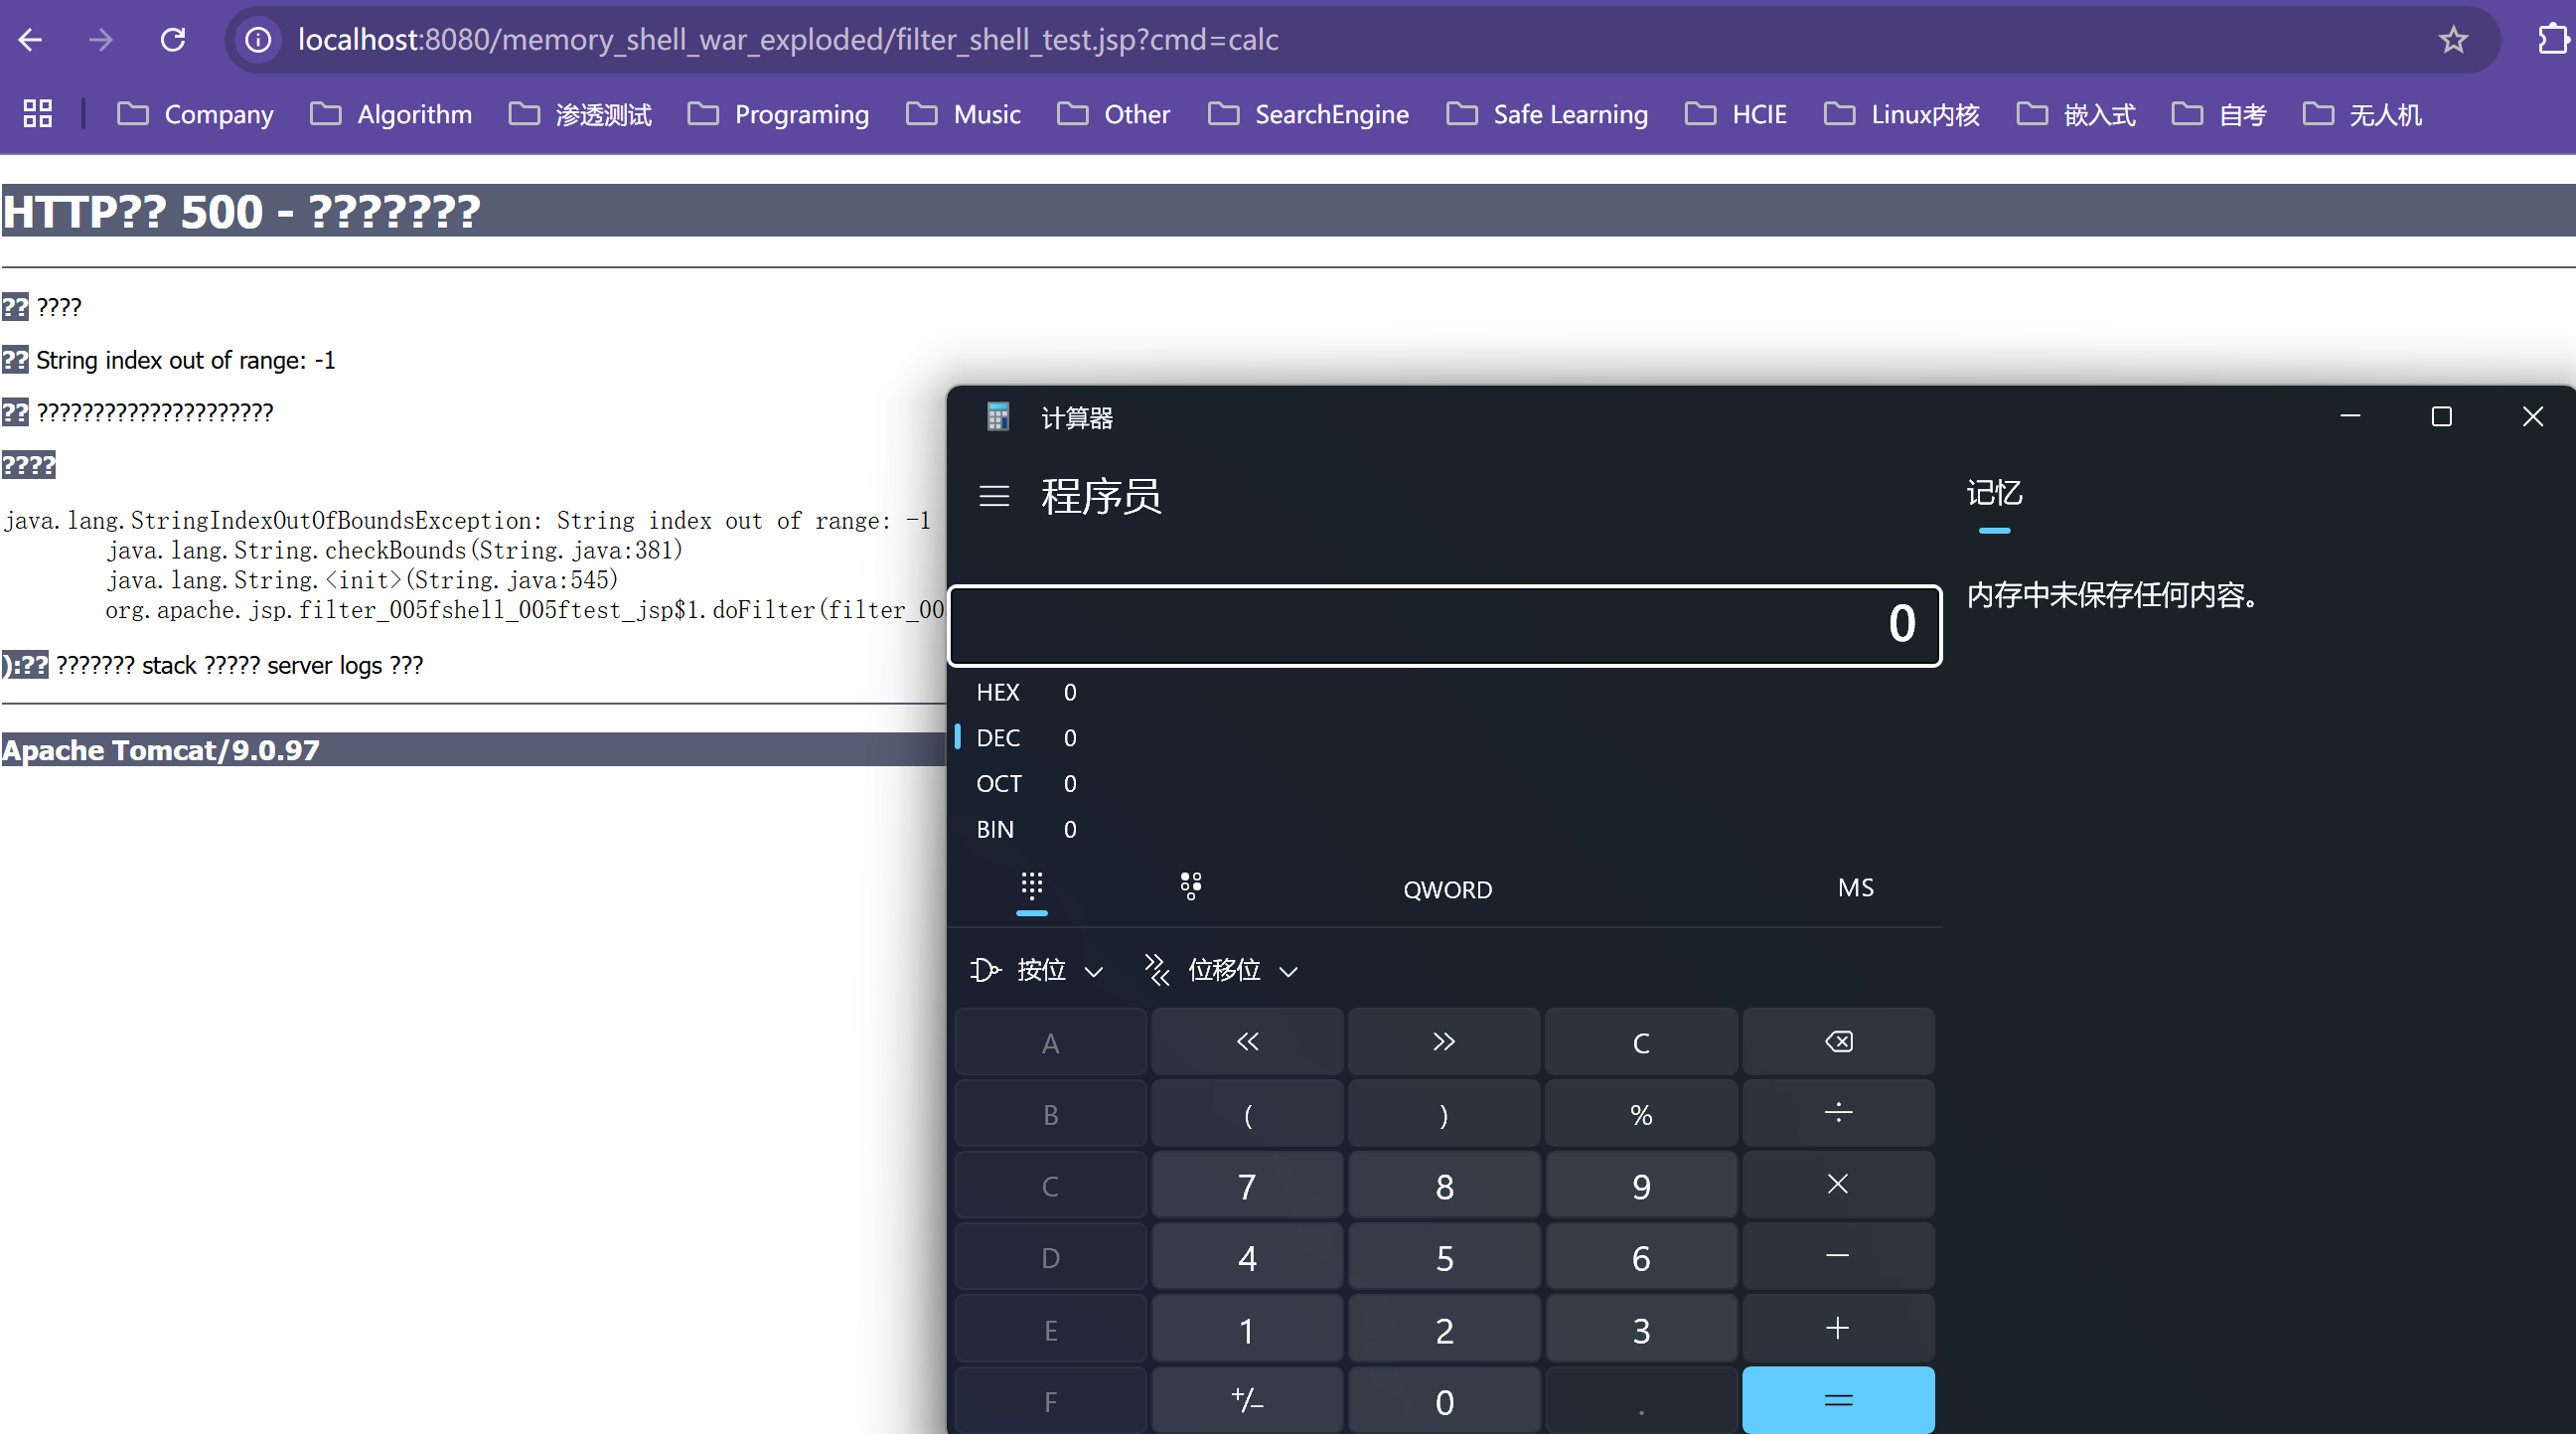 localhost:8080/memory_shell_war_exploded/filter_shell_test.jsp?cmd=calc
Company Algorithm 渗透测试 Programing Music Other SearchEngine Safe Learning HCIE Linux内核 嵌入式 自考 无人机
HTTP?? 500 - ???????
?? ????
?? String index out of range: -1
?? ?????????????????????
????
java.lang.StringIndexOutOfBoundsException: String index out of range: -1
java.lang.String.checkBounds(String.java:381)
java.lang.String.<init>(String.java:545)
org.apache.jsp.filter_005fshell_005ftest_jsp$1.doFilter(filter_00
):?? ??????? stack ????? server logs ???
Apache Tomcat/9.0.97
计算器
程序员
记忆
内存中未保存任何内容。
0
HEX 0
DEC 0
OCT 0
BIN 0
QWORD MS
按位 位移位
A « » C
B ( ) % ÷
C 7 8 9 ×
D 4 5 6 −
E 1 2 3 +
F +/− 0 . =